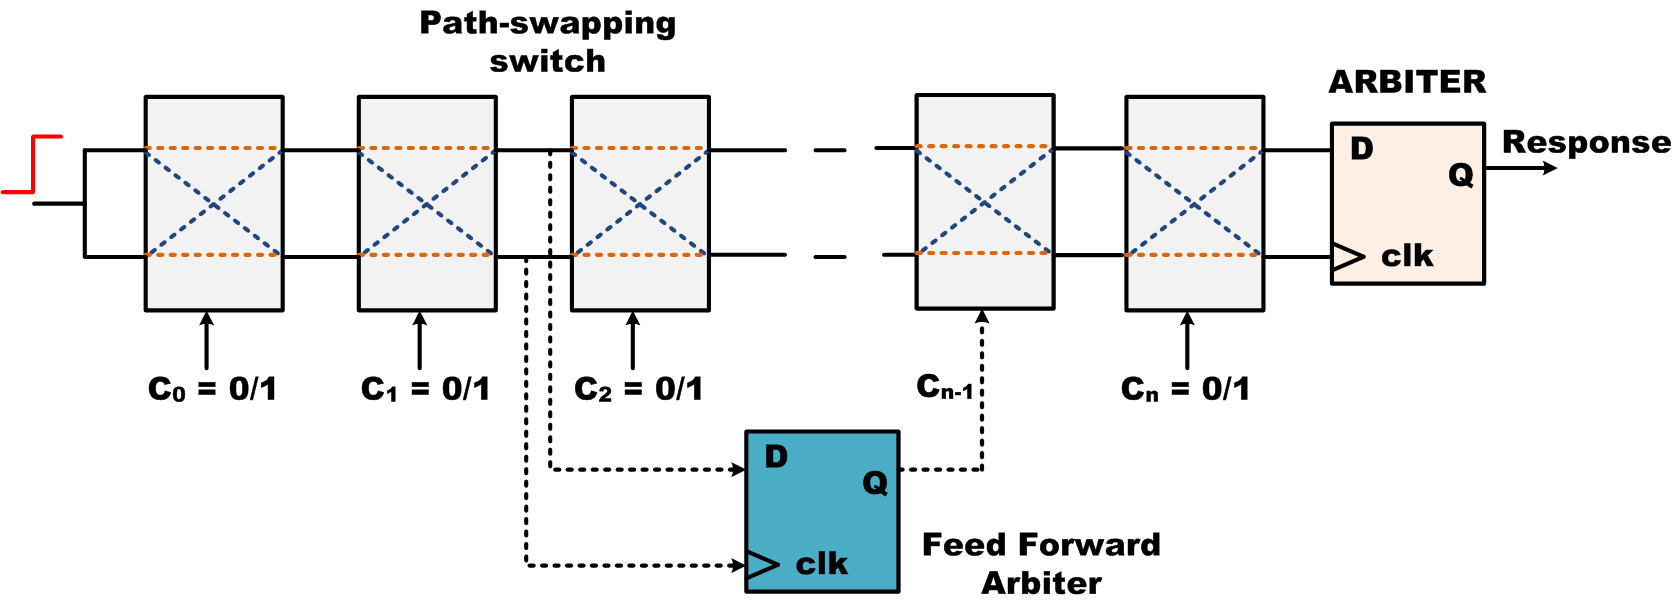 Path-swapping
switch
ARBITER
D
Q
clk
Response
C₀ = 0/1
C₁ = 0/1
C₂ = 0/1
Cₙ₋₁
Cₙ = 0/1
D
Q
clk
Feed Forward
Arbiter